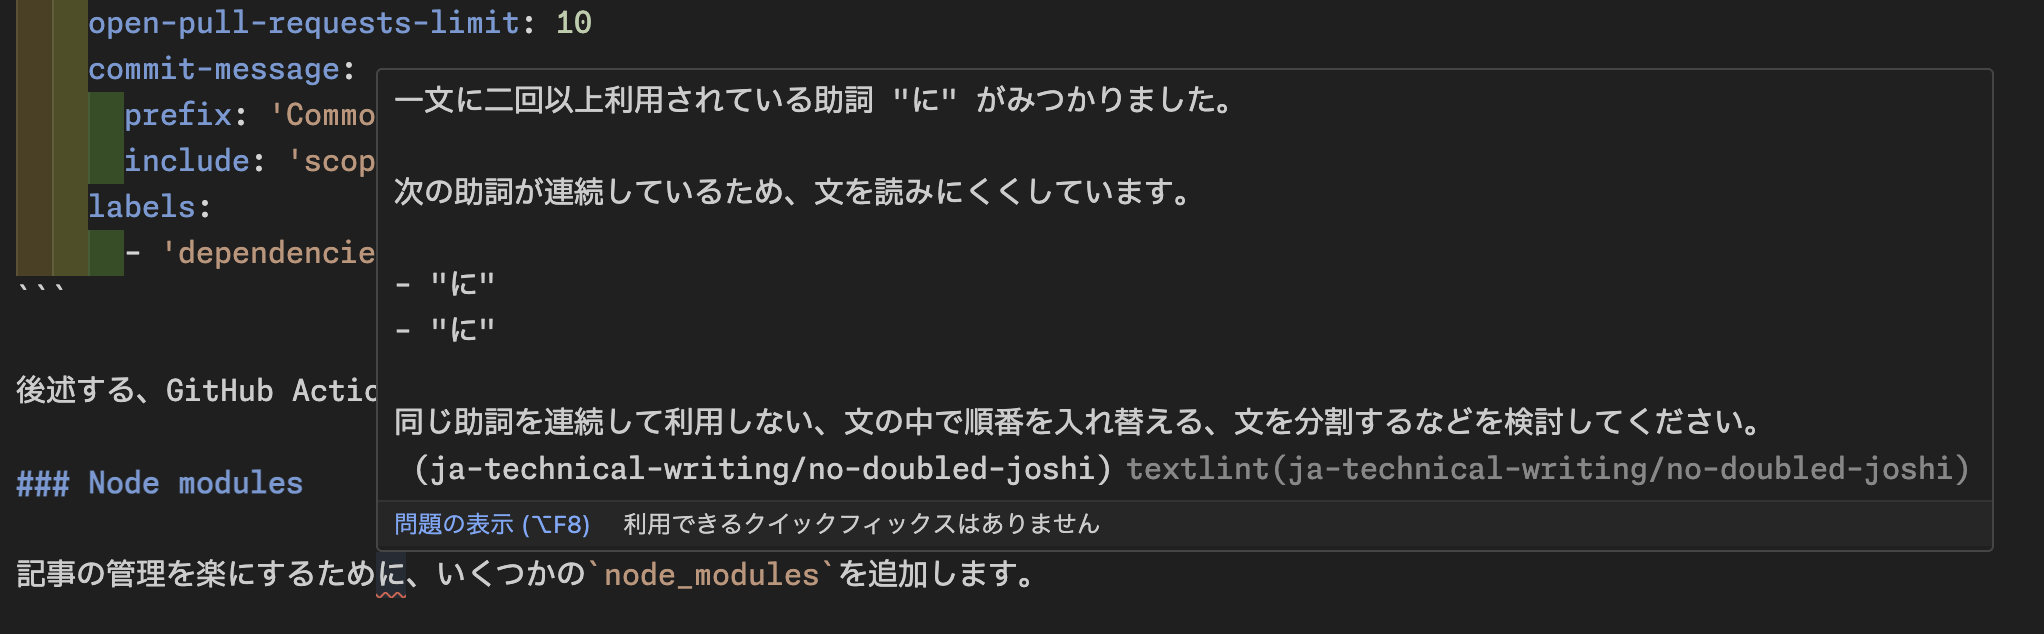 open-pull-requests-limit: 10
commit-message:
prefix: 'Commo
include: 'scop
labels:
- 'dependencie
```
後述する、GitHub Actio
### Node modules
記事の管理を楽にするために、いくつかの`node_modules`を追加します。
一文に二回以上利用されている助詞 "に" がみつかりました。
次の助詞が連続しているため、文を読みにくくしています。
- "に"
- "に"
同じ助詞を連続して利用しない、文の中で順番を入れ替える、文を分割するなどを検討してください。
(ja-technical-writing/no-doubled-joshi) textlint(ja-technical-writing/no-doubled-joshi)
問題の表示 (⌥F8) 利用できるクイックフィックスはありません